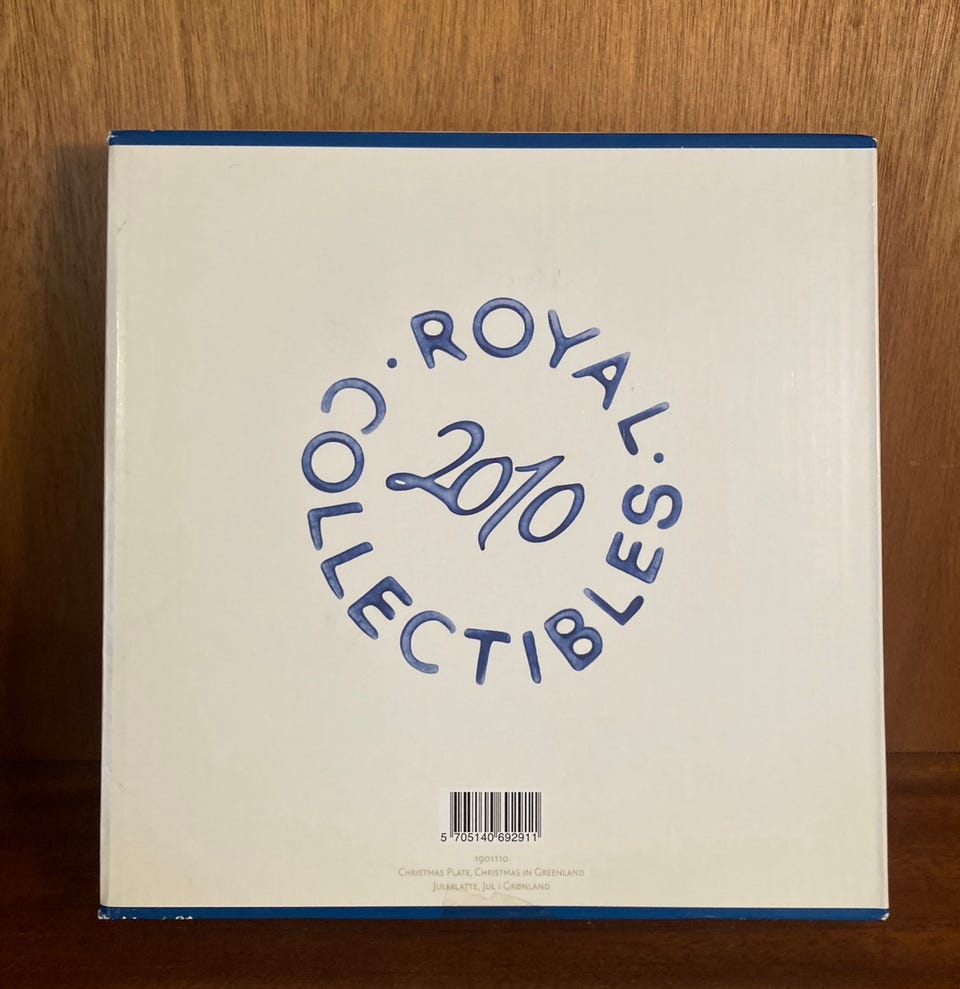 · ROYAL · COLLECTIBLES
2010
5 705140 692911
1901110
CHRISTMAS PLATE, CHRISTMAS IN GREENLAND
JULEPLATTE, JUL I GRØNLAND